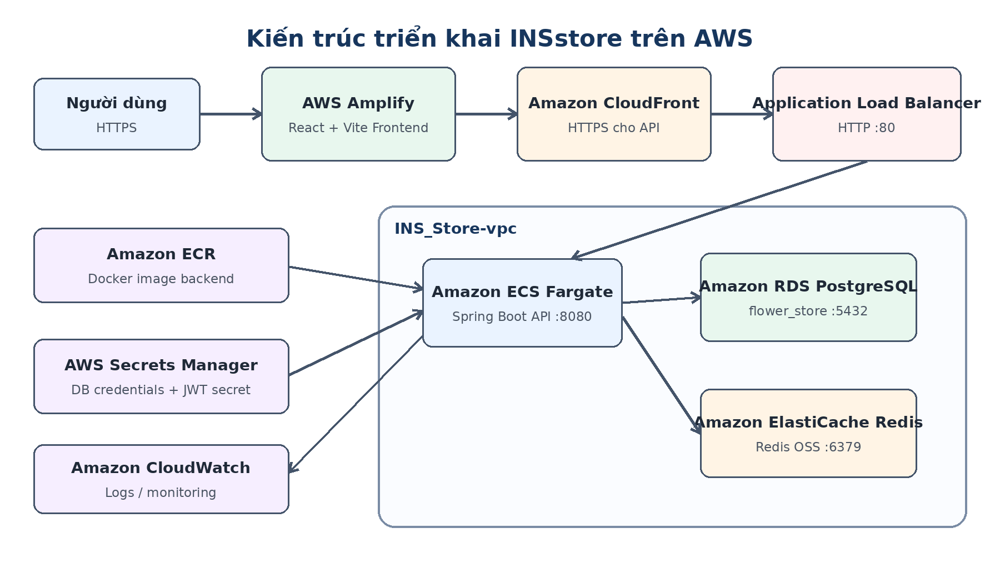 Kiến trúc triển khai INSstore trên AWS
Người dùng
HTTPS
AWS Amplify
React + Vite Frontend
Amazon CloudFront
HTTPS cho API
Application Load Balancer
HTTP :80
INS_Store-vpc
Amazon ECR
Docker image backend
Amazon ECS Fargate
Spring Boot API :8080
Amazon RDS PostgreSQL
flower_store :5432
AWS Secrets Manager
DB credentials + JWT secret
Amazon ElastiCache Redis
Redis OSS :6379
Amazon CloudWatch
Logs / monitoring